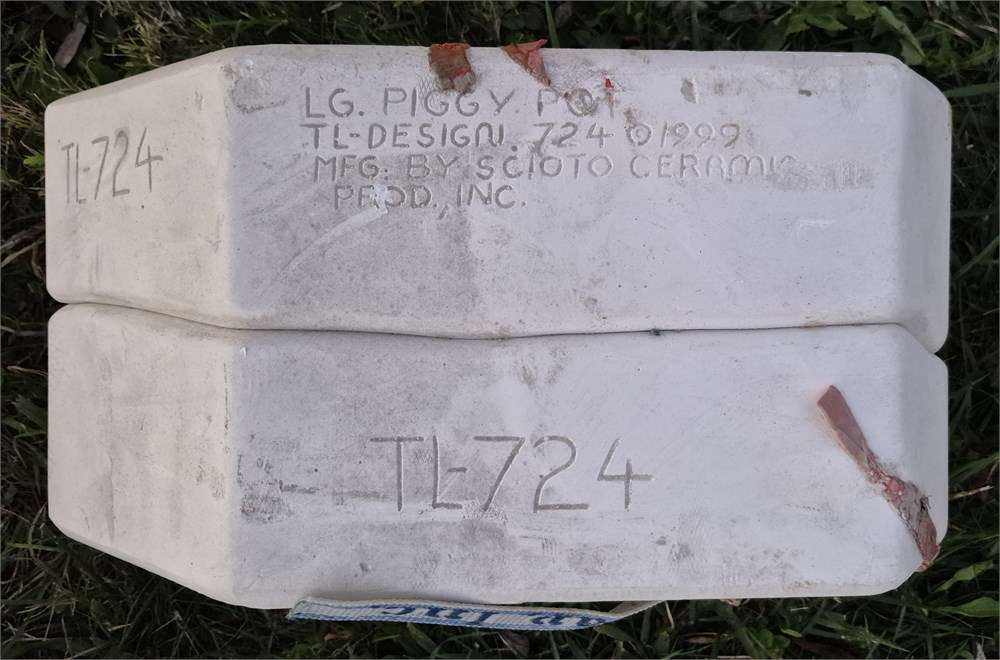 LG. PIGGY. POT
TL-DESIGN. 724 ©1999
MFG. BY SCIOTO CERAMIC
PROD., INC.
TL-724
TL-724